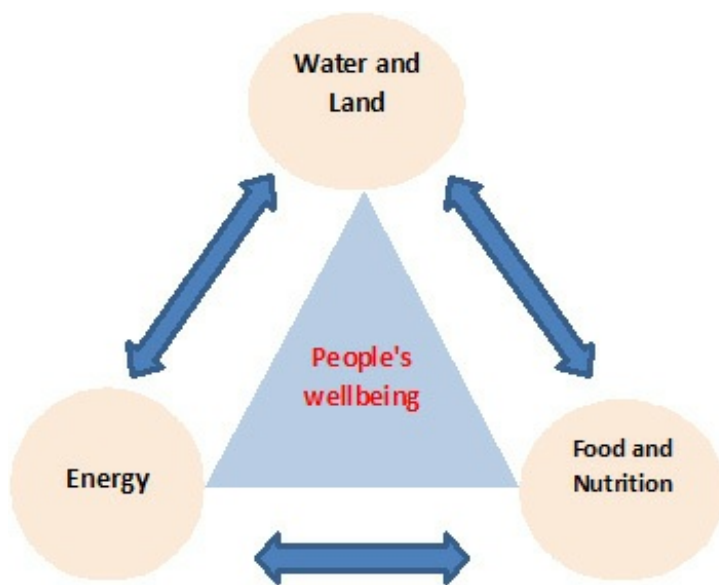 Water and
Land
People's
wellbeing
Energy
Food and
Nutrition